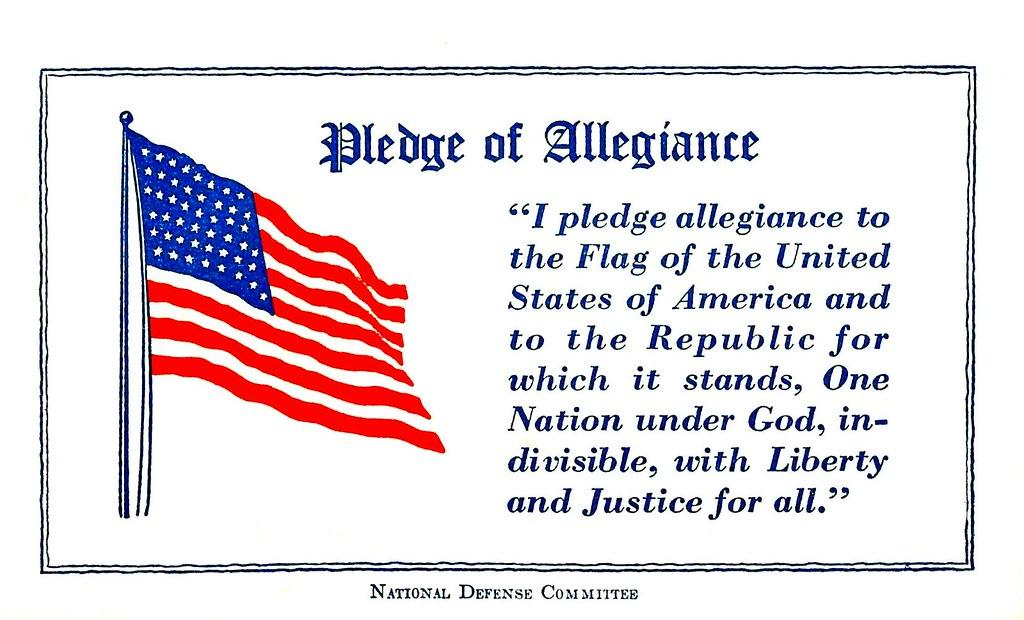 Pledge of Allegiance
“I pledge allegiance to
the Flag of the United
States of America and
to the Republic for
which it stands, One
Nation under God, in-
divisible, with Liberty
and Justice for all.”
National Defense Committee